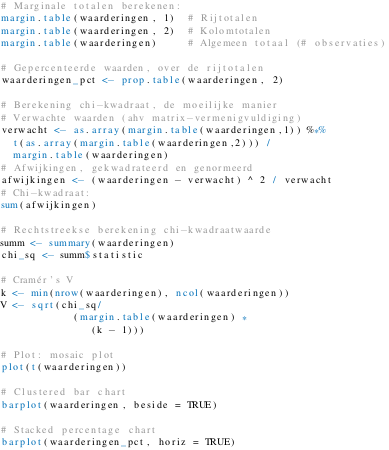 # Marginale totalen berekenen:
margin.table(waarderingen, 1)  # Rijtotalen
margin.table(waarderingen, 2)  # Kolomtotalen
margin.table(waarderingen)     # Algemeen totaal (# observaties)

# Gepercenteerde waarden, over de rijtotalen
waarderingen_pct <- prop.table(waarderingen, 2)

# Berekening chi-kwadraat, de moeilijke manier
# Verwachte waarden (ahv matrix-vermenigvuldiging)
verwacht <- as.array(margin.table(waarderingen,1)) %*%
  t(as.array(margin.table(waarderingen,2))) /
  margin.table(waarderingen)
# Afwijkingen, gekwadrateerd en genormeerd
afwijkingen <- (waarderingen - verwacht) ^ 2 / verwacht
# Chi-kwadraat:
sum(afwijkingen)

# Rechtstreekse berekening chi-kwadraatwaarde
summ <- summary(waarderingen)
chi_sq <- summ$statistic

# Cramér's V
k <- min(nrow(waarderingen), ncol(waarderingen))
V <- sqrt(chi_sq/
            (margin.table(waarderingen) *
               (k - 1)))

# Plot: mosaic plot
plot(t(waarderingen))

# Clustered bar chart
barplot(waarderingen, beside = TRUE)

# Stacked percentage chart
barplot(waarderingen_pct, horiz = TRUE)